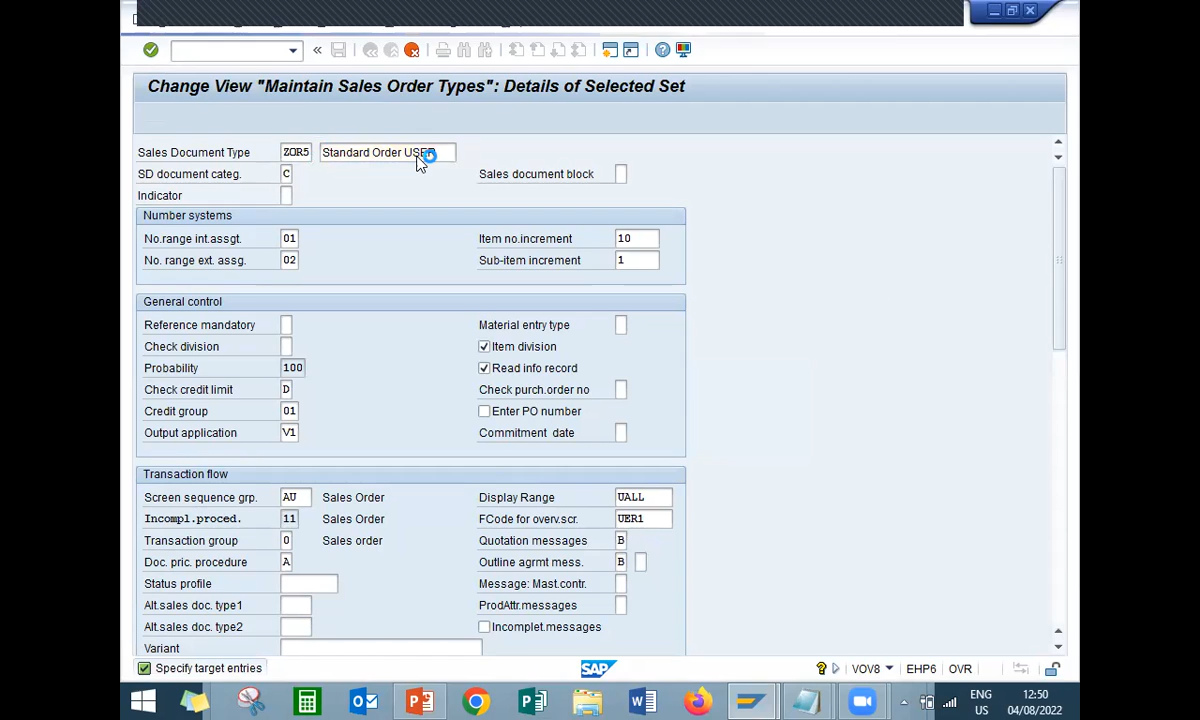 Change View "Maintain Sales Order Types": Details of Selected Set
Sales Document Type ZOR5 Standard Order
SD document categ. C Sales document block
Indicator
Number systems
No.range int.assgt. 01 Item no.increment 10
No. range ext. assg. 02 Sub-item increment 1
General control
Reference mandatory Material entry type
Check division Item division
Probability 100 Read info record
Check credit limit D Check purch.order no
Credit group 01 Enter PO number
Output application V1 Commitment date
Transaction flow
Screen sequence grp. AU Sales Order Display Range UALL
Incompl.proced. 11 Sales Order FCode for overv.scr. UER1
Transaction group 0 Sales order Quotation messages B
Doc. pric. procedure A Outline agrmt mess. B
Status profile Message: Mast.contr.
Alt.sales doc. type1 ProdAttr.messages
Alt.sales doc. type2 Incomplet.messages
Variant
Specify target entries SAP VOV8 EHP6 OVR
ENG 12:50
US 04/08/2022